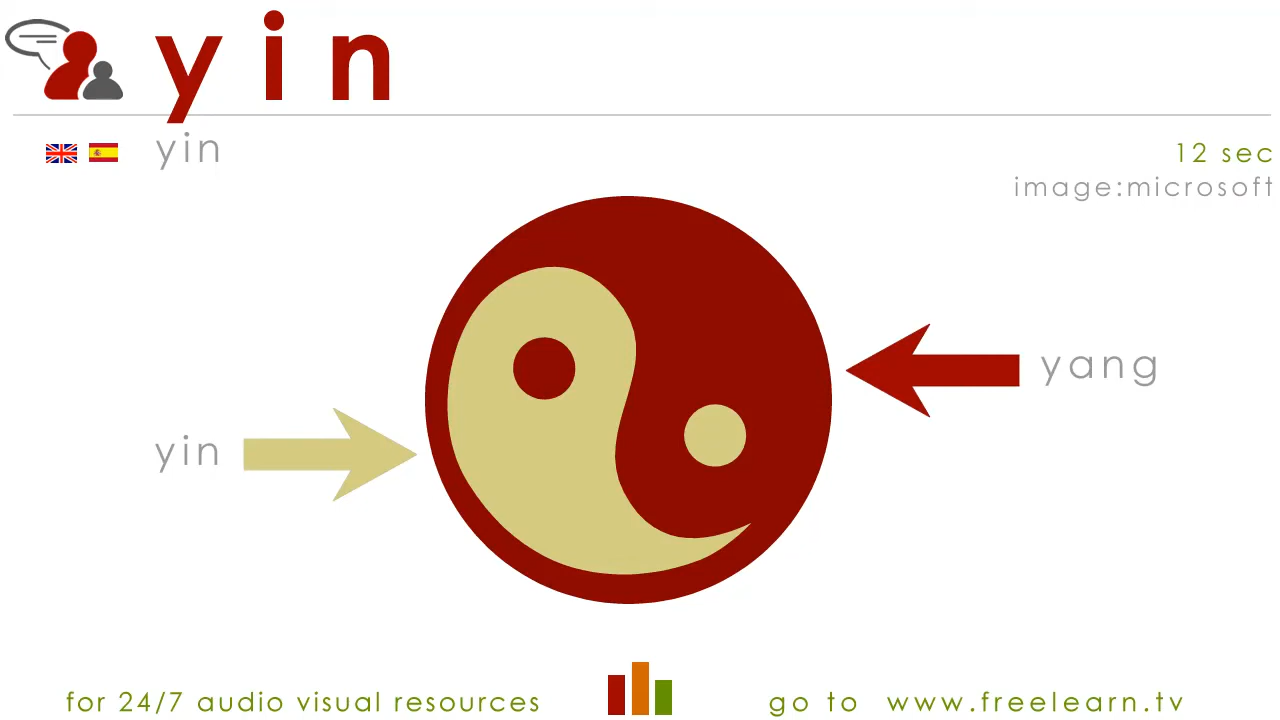 yin
yin
12 sec
image:microsoft
yang
yin
for 24/7 audio visual resources
go to www.freelearn.tv